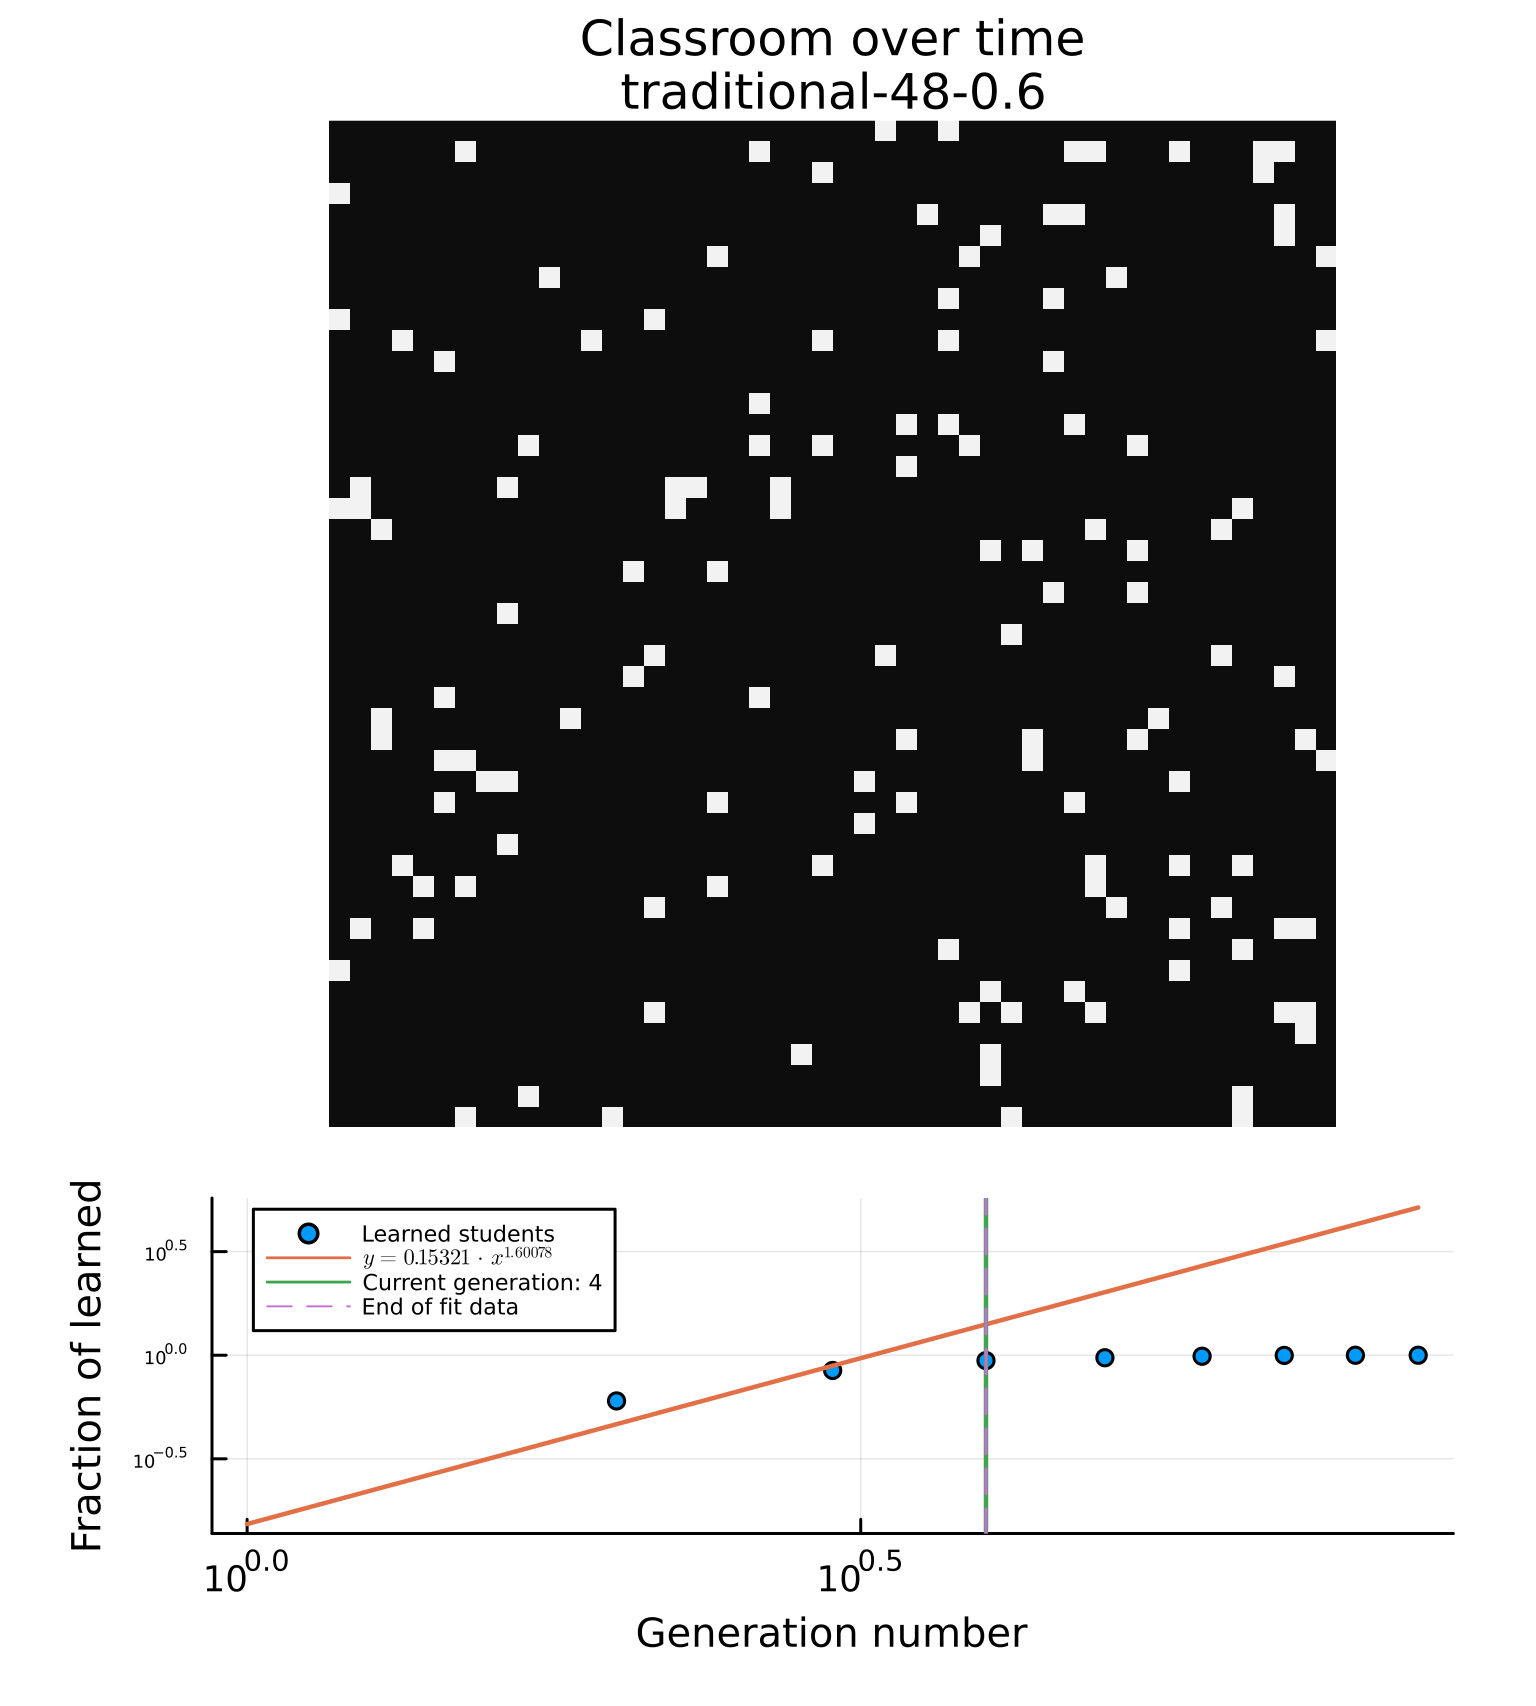 Classroom over time
traditional-48-0.6
Fraction of learned
10^0.5
10^0.0
10^−0.5
Learned students
y = 0.15321 · x^1.60078
Current generation: 4
End of fit data
10^0.0
10^0.5
Generation number